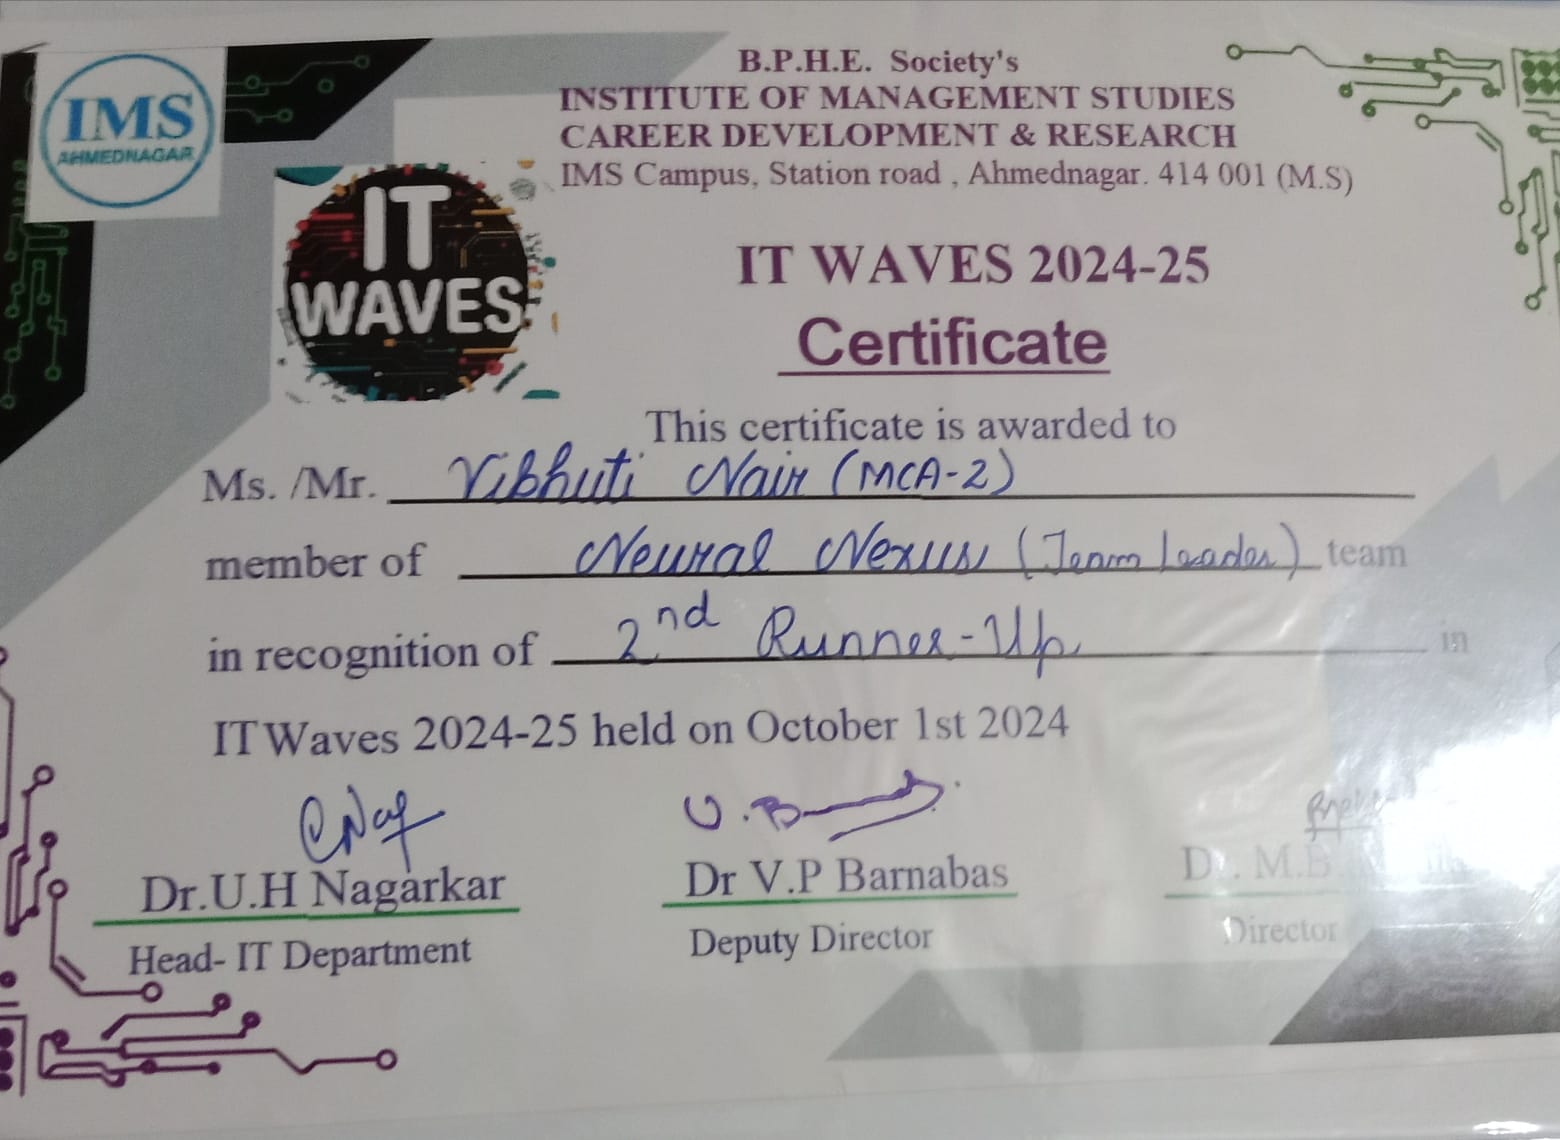 IMS
AHMEDNAGAR
IT
WAVES
B.P.H.E. Society's
INSTITUTE OF MANAGEMENT STUDIES
CAREER DEVELOPMENT & RESEARCH
IMS Campus, Station road , Ahmednagar. 414 001 (M.S)
IT WAVES 2024-25
Certificate
This certificate is awarded to
Ms. /Mr. Vibhuti Nair (MCA-2)
member of Neural Nexus (Team Leader) team
in recognition of 2nd Runner-Up in
IT Waves 2024-25 held on October 1st 2024
Dr.U.H Nagarkar
Head- IT Department
V. B
Dr V.P Barnabas
Deputy Director
M.B
Director